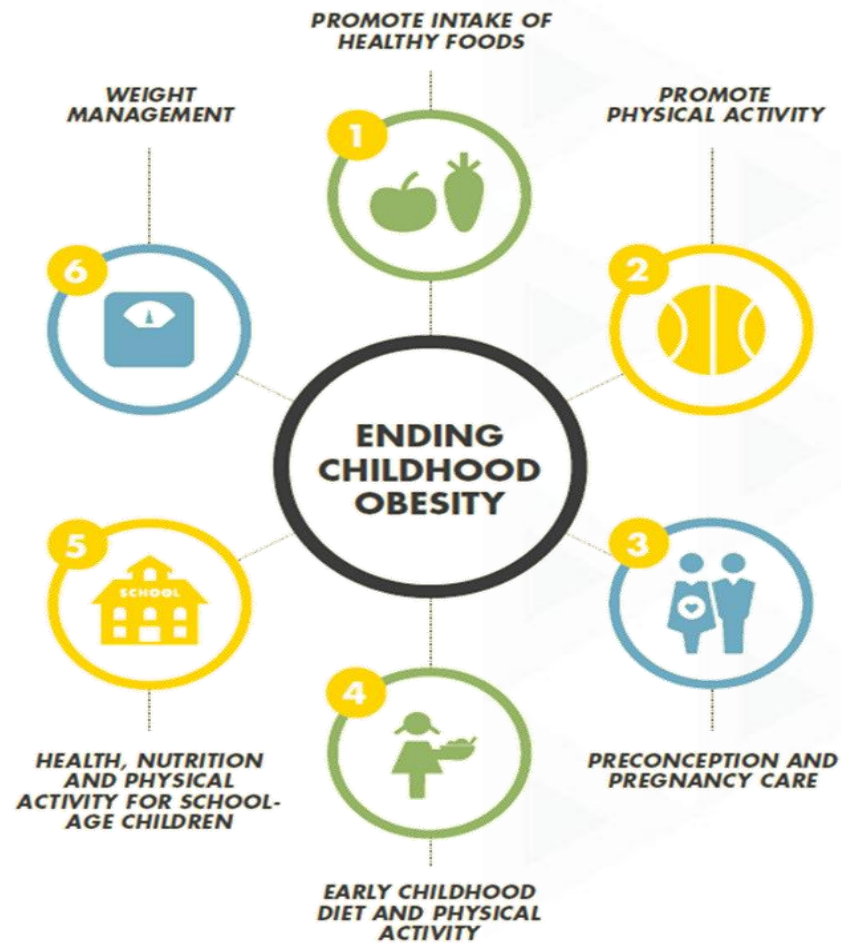 PROMOTE INTAKE OF
HEALTHY FOODS
1
PROMOTE
PHYSICAL ACTIVITY
2
3
PRECONCEPTION AND
PREGNANCY CARE
4
EARLY CHILDHOOD
DIET AND PHYSICAL
ACTIVITY
5
SCHOOL
HEALTH, NUTRITION
AND PHYSICAL
ACTIVITY FOR SCHOOL-
AGE CHILDREN
WEIGHT
MANAGEMENT
6
ENDING
CHILDHOOD
OBESITY